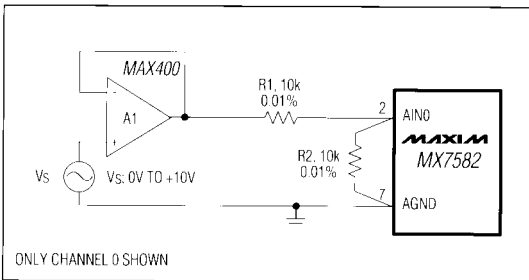 MAX400
A1
R1, 10k
0.01%
2
AIN0
MAXIM
MX7582
R2, 10k
0.01%
Vs
Vs: 0V TO +10V
7
AGND
ONLY CHANNEL 0 SHOWN